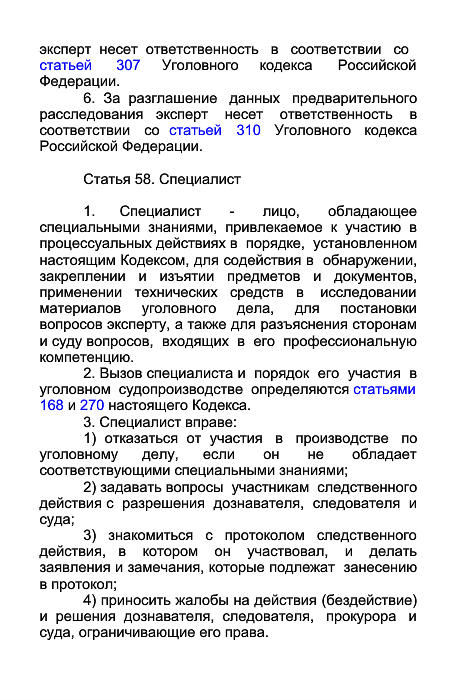 эксперт несет ответственность в соответствии со
статьей 307 Уголовного кодекса Российской
Федерации.
6. За разглашение данных предварительного
расследования эксперт несет ответственность в
соответствии со статьей 310 Уголовного кодекса
Российской Федерации.
Статья 58. Специалист
1. Специалист - лицо, обладающее
специальными знаниями, привлекаемое к участию в
процессуальных действиях в порядке, установленном
настоящим Кодексом, для содействия в обнаружении,
закреплении и изъятии предметов и документов,
применении технических средств в исследовании
материалов уголовного дела, для постановки
вопросов эксперту, а также для разъяснения сторонам
и суду вопросов, входящих в его профессиональную
компетенцию.
2. Вызов специалиста и порядок его участия в
уголовном судопроизводстве определяются статьями
168 и 270 настоящего Кодекса.
3. Специалист вправе:
1) отказаться от участия в производстве по
уголовному делу, если он не обладает
соответствующими специальными знаниями;
2) задавать вопросы участникам следственного
действия с разрешения дознавателя, следователя и
суда;
3) знакомиться с протоколом следственного
действия, в котором он участвовал, и делать
заявления и замечания, которые подлежат занесению
в протокол;
4) приносить жалобы на действия (бездействие)
и решения дознавателя, следователя, прокурора и
суда, ограничивающие его права.